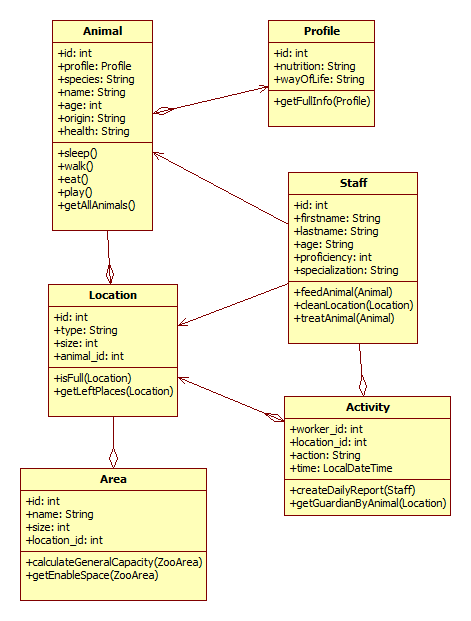 Animal
+id: int
+profile: Profile
+species: String
+name: String
+age: int
+origin: String
+health: String
+sleep()
+walk()
+eat()
+play()
+getAllAnimals()
Profile
+id: int
+nutrition: String
+wayOfLife: String
+getFullInfo(Profile)
Staff
+id: int
+firstname: String
+lastname: String
+age: String
+proficiency: int
+specialization: String
+feedAnimal(Animal)
+cleanLocation(Location)
+treatAnimal(Animal)
Location
+id: int
+type: String
+size: int
+animal_id: int
+isFull(Location)
+getLeftPlaces(Location)
Activity
+worker_id: int
+location_id: int
+action: String
+time: LocalDateTime
+createDailyReport(Staff)
+getGuardianByAnimal(Location)
Area
+id: int
+name: String
+size: int
+location_id: int
+calculateGeneralCapacity(ZooArea)
+getEnableSpace(ZooArea)